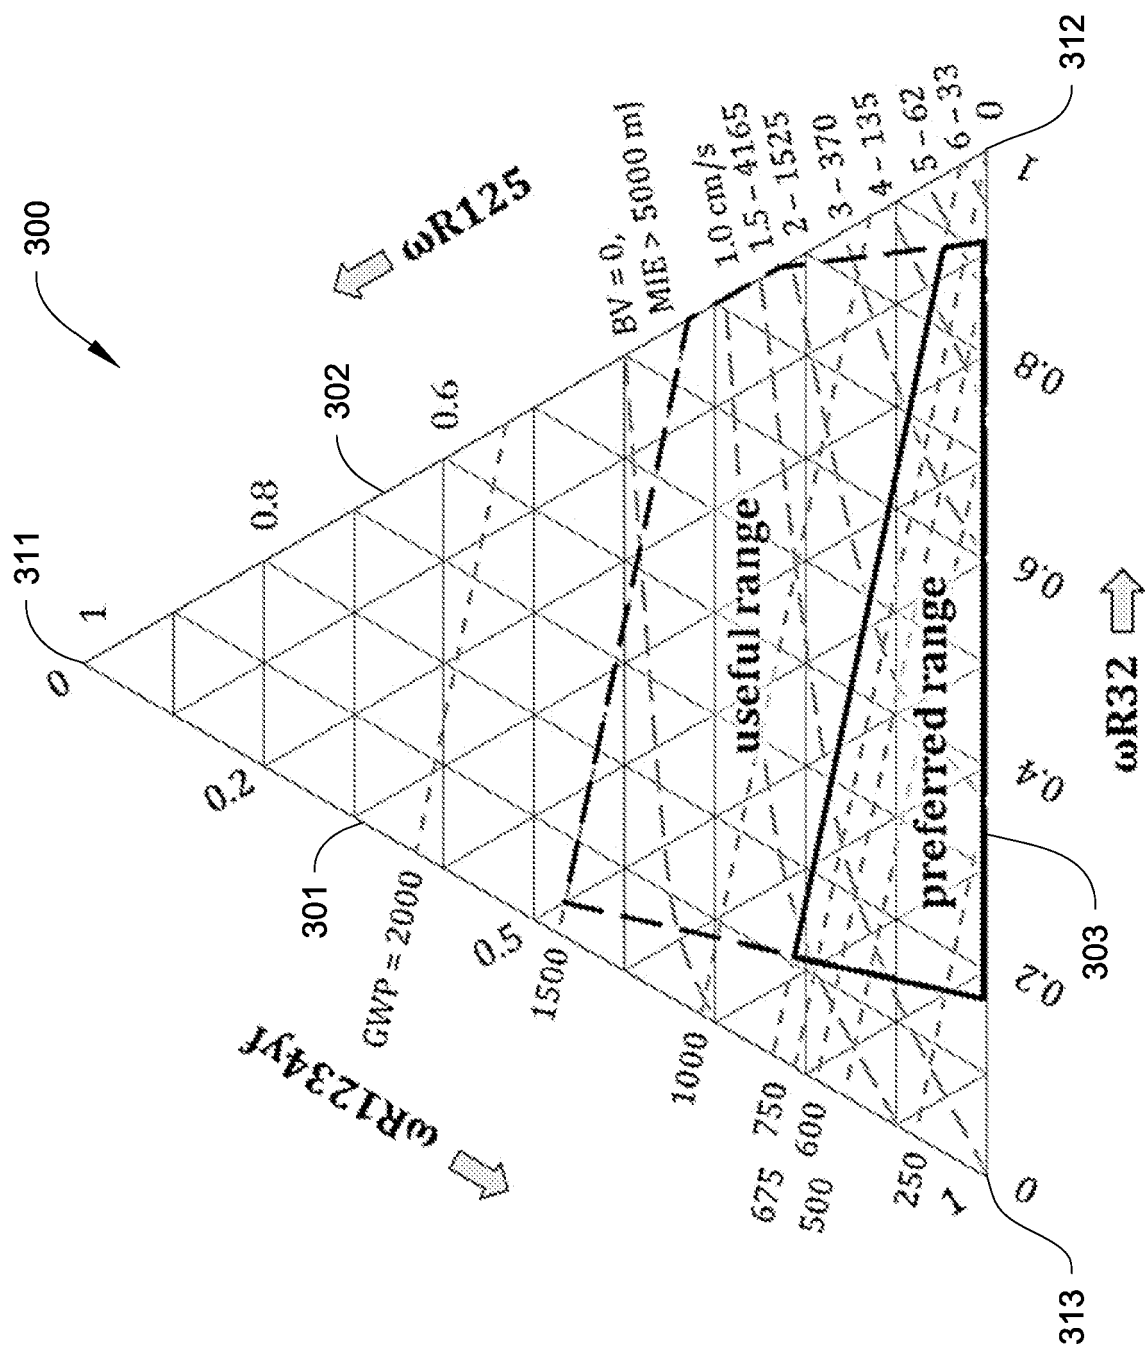 300
311
1
0
0.8
302
0.6
ωR125
0.2
301
GWP = 2000
ωR1234yf
0.5
1500
1000
750
675
600
500
250
1
BV = 0,
MIE > 5000 mJ
1.0 cm/s
1.5 – 4165
2 – 1525
3 – 370
4 – 135
5 – 62
6 – 33
0
312
useful range
preferred range
0
0.2
0.4
0.6
0.8
1
ωR32
303
313